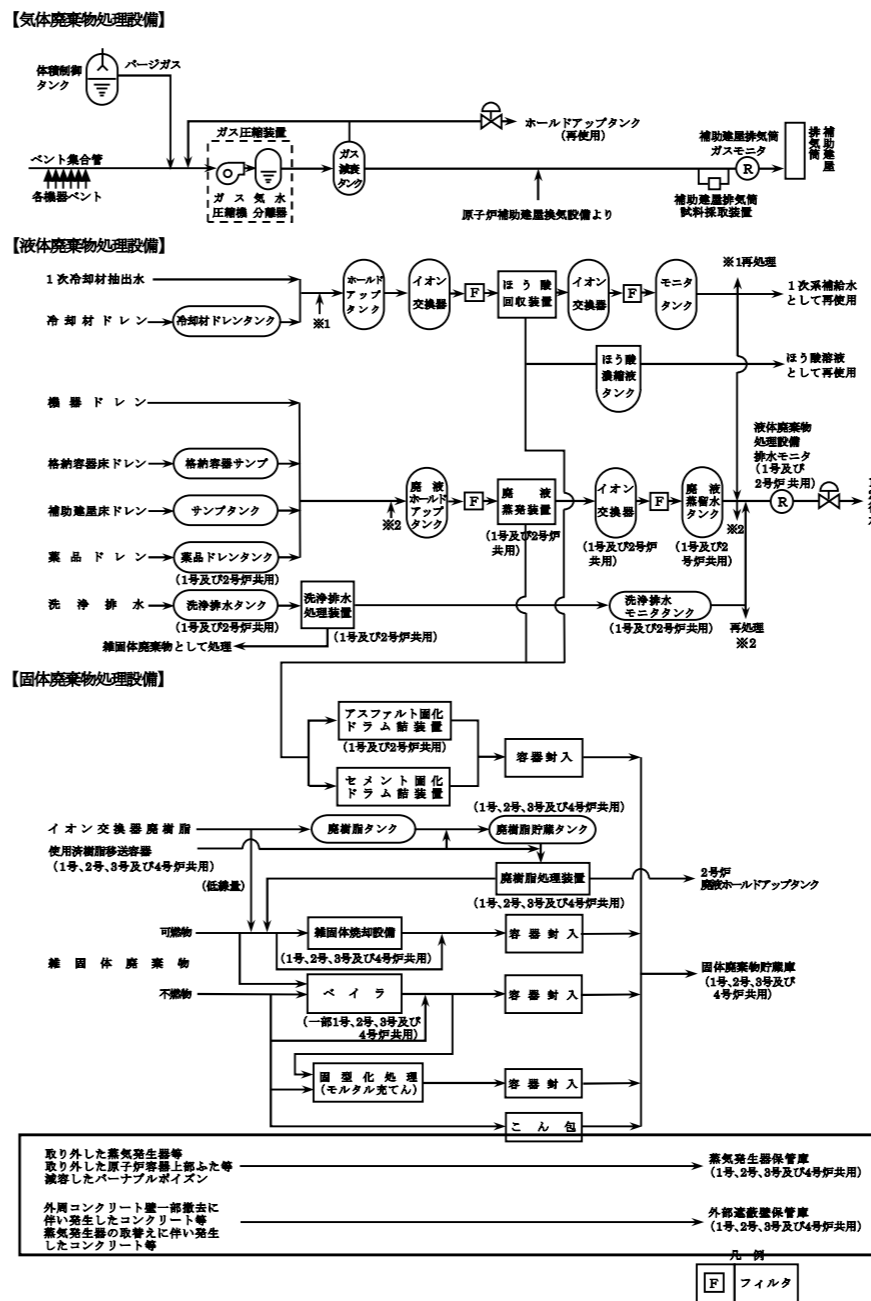 【気体廃棄物処理設備】
体積制御
タンク
パージガス
ガス圧縮装置
ホールドアップタンク
(再使用)
ベント集合管
各機器ベント
ガス
圧縮機
気水
分離器
ガス
減衰
タンク
原子炉補助建屋換気設備より
補助建屋排気筒
ガスモニタ
R
補助建屋排気筒
試料採取装置
補助建屋
排気筒
【液体廃棄物処理設備】
1次冷却材抽出水
冷却材ドレン
冷却材ドレンタンク
※1
ホールド
アップ
タンク
イオン
交換器
F
ほう酸
回収装置
イオン
交換器
F
モニタ
タンク
※1再処理
1次系補給水
として再使用
ほう酸
濃縮液
タンク
ほう酸溶液
として再使用
機器ドレン
格納容器床ドレン
格納容器サンプ
補助建屋床ドレン
サンプタンク
薬品ドレン
薬品ドレンタンク
(1号及び2号炉共用)
※2
廃液
ホールド
アップ
タンク
F
廃液
蒸発装置
(1号及び2号炉
共用)
イオン
交換器
(1号及び2号炉
共用)
F
廃液
蒸留水
タンク
(1号及び2
号炉共用)
※2
液体廃棄物
処理設備
排水モニタ
(1号及び
2号炉共用)
R
洗浄排水
洗浄排水タンク
(1号及び2号炉共用)
洗浄排水
処理装置
(1号及び2号炉共用)
雑固体廃棄物として処理
洗浄排水
モニタタンク
(1号及び2号炉共用)
再処理
※2
【固体廃棄物処理設備】
アスファルト固化
ドラム詰装置
(1号及び2号炉共用)
セメント固化
ドラム詰装置
容器封入
イオン交換器廃樹脂
廃樹脂タンク
(1号、2号、3号及び4号炉共用)
廃樹脂貯蔵タンク
使用済樹脂移送容器
(1号、2号、3号及び4号炉共用)
(低線量)
廃樹脂処理装置
(1号、2号、3号及び4号炉共用)
2号炉
廃液ホールドアップタンク
可燃物
雑固体焼却設備
(1号、2号、3号及び4号炉共用)
容器封入
雑固体廃棄物
不燃物
ベイラ
(一部1号、2号、3号及び
4号炉共用)
容器封入
固体廃棄物貯蔵庫
(1号、2号、3号及び
4号炉共用)
固型化処理
(モルタル充てん)
容器封入
こん包
取り外した蒸気発生器等
取り外した原子炉容器上部ふた等
減容したバーナブルポイズン
蒸気発生器保管庫
(1号、2号、3号及び4号炉共用)
外周コンクリート壁一部撤去に
伴い発生したコンクリート等
蒸気発生器の取替えに伴い発生
したコンクリート等
外部遮蔽壁保管庫
(1号、2号、3号及び4号炉共用)
凡例
F フィルタ